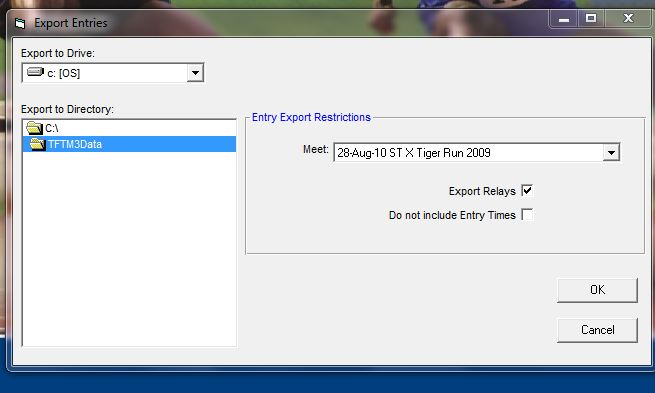 Export Entries
Export to Drive:
c: [OS]
Export to Directory:
C:\
TFTM3Data
Entry Export Restrictions
Meet: 28-Aug-10 ST X Tiger Run 2009
Export Relays
Do not include Entry Times
OK
Cancel